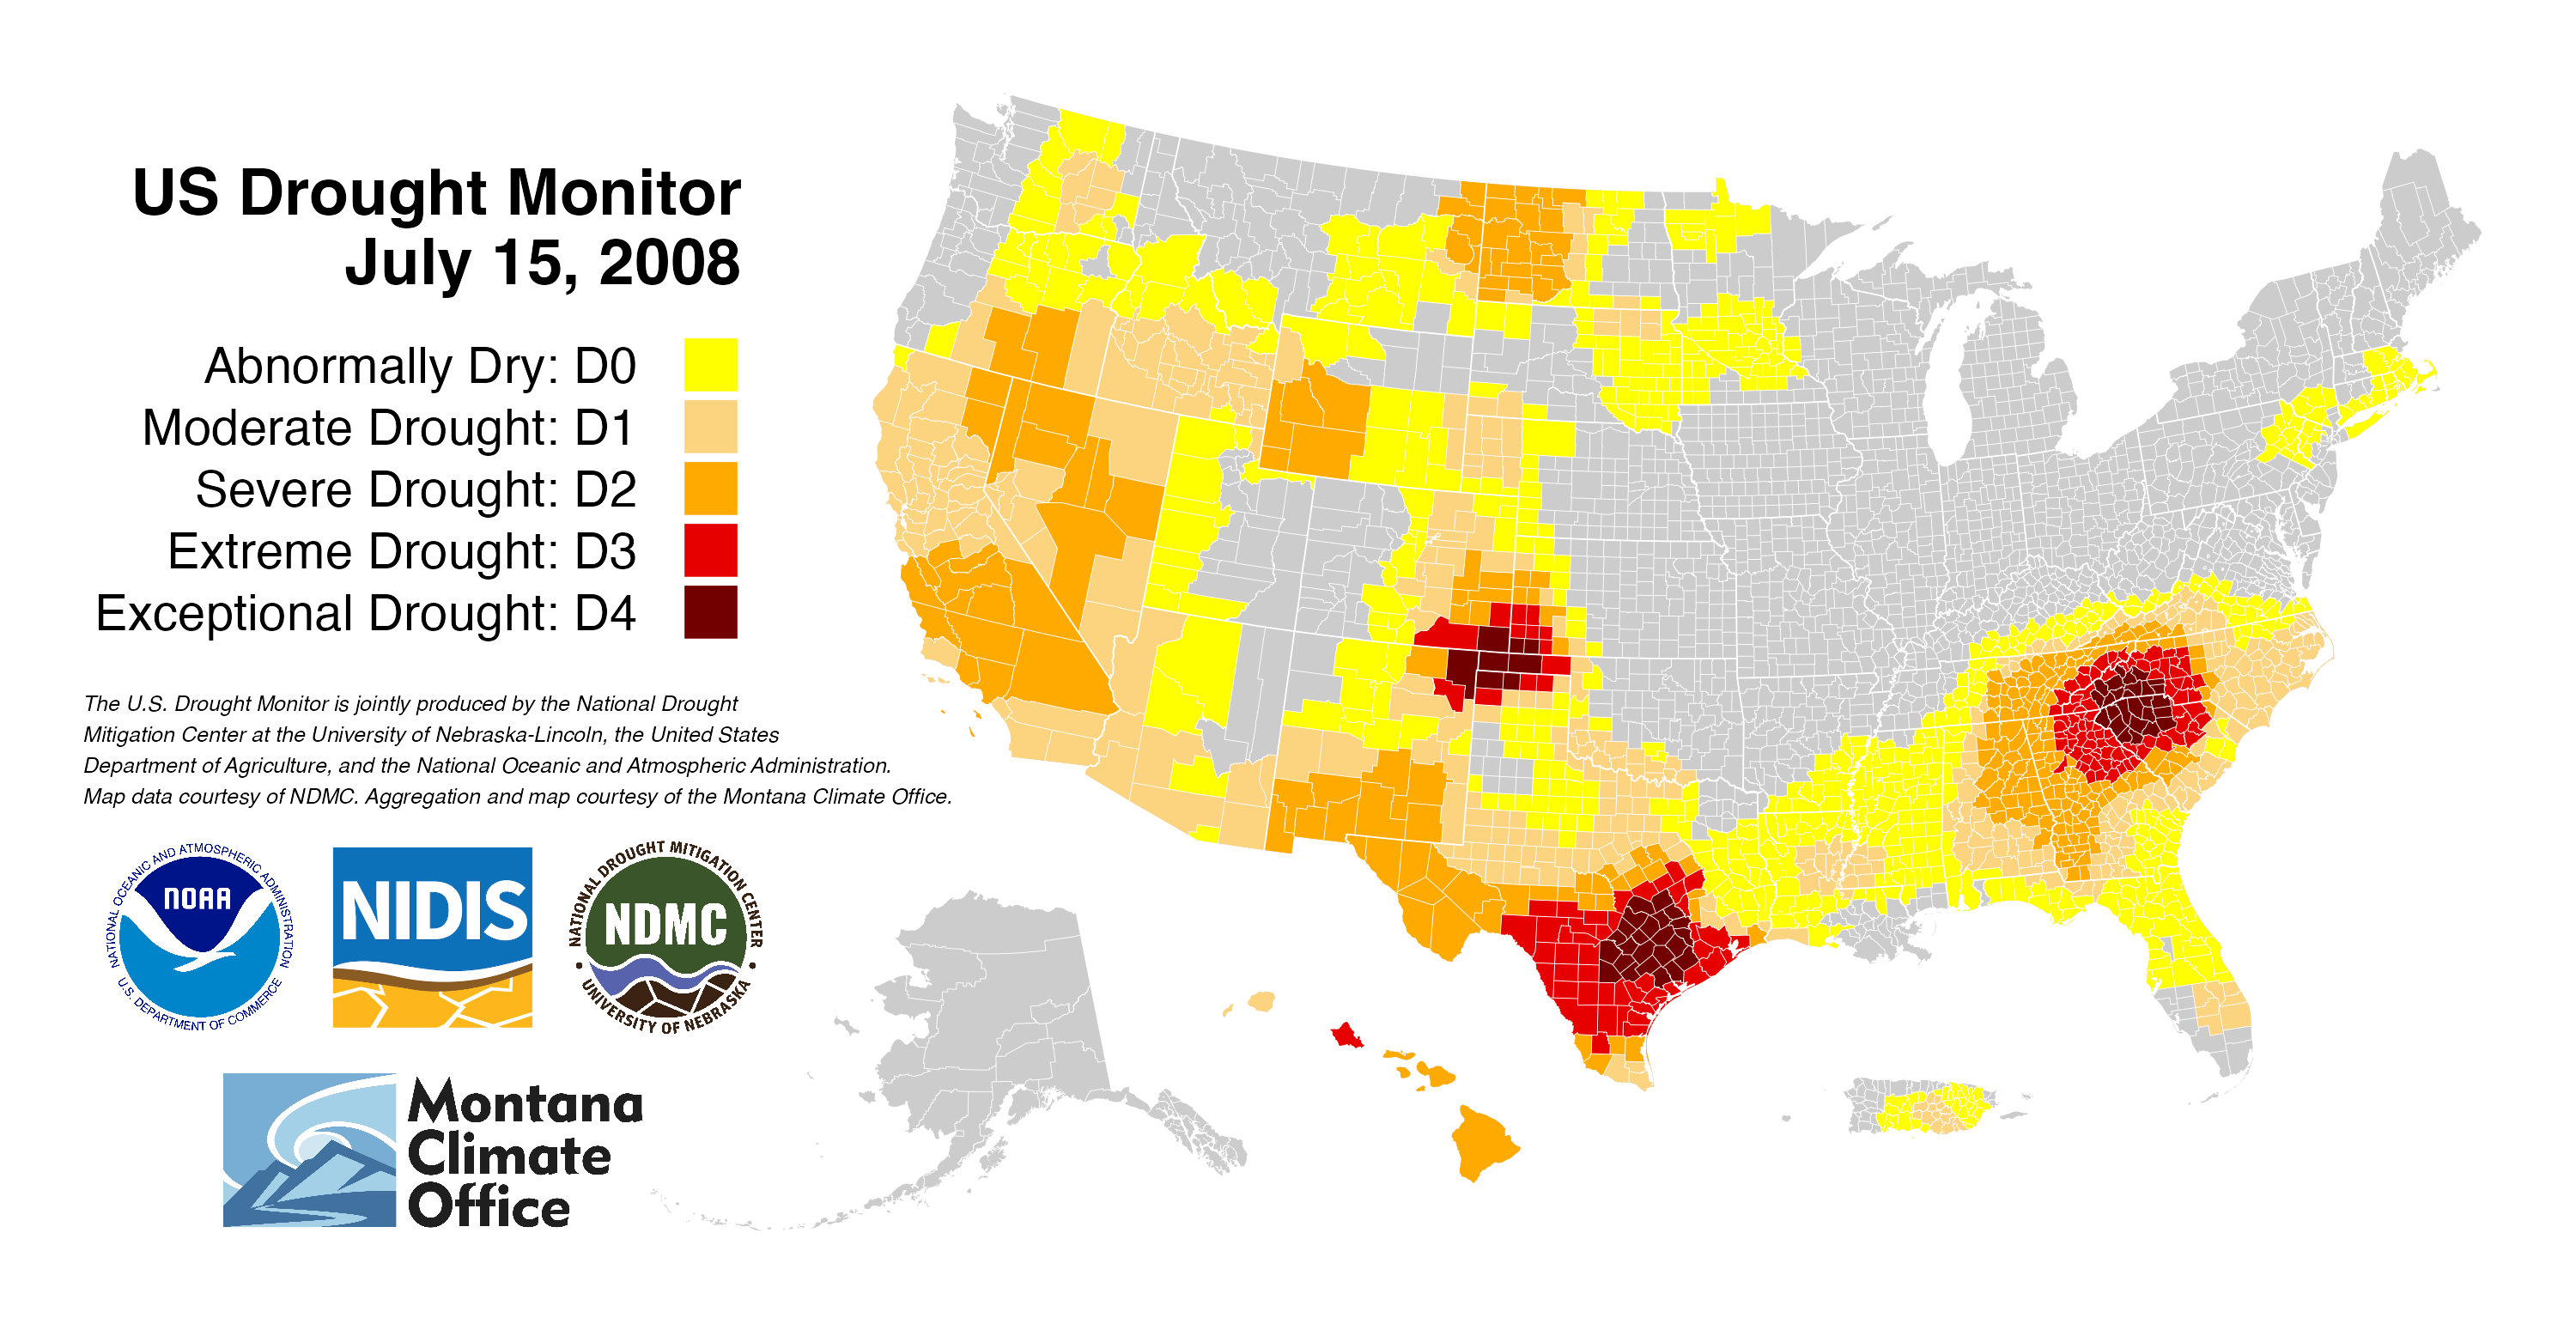 US Drought Monitor
July 15, 2008
Abnormally Dry: D0
Moderate Drought: D1
Severe Drought: D2
Extreme Drought: D3
Exceptional Drought: D4
The U.S. Drought Monitor is jointly produced by the National Drought
Mitigation Center at the University of Nebraska-Lincoln, the United States
Department of Agriculture, and the National Oceanic and Atmospheric Administration.
Map data courtesy of NDMC. Aggregation and map courtesy of the Montana Climate Office.
NATIONAL OCEANIC AND ATMOSPHERIC ADMINISTRATION
NOAA
U.S. DEPARTMENT OF COMMERCE
NIDIS
NATIONAL DROUGHT MITIGATION CENTER
NDMC
UNIVERSITY OF NEBRASKA
Montana
Climate
Office